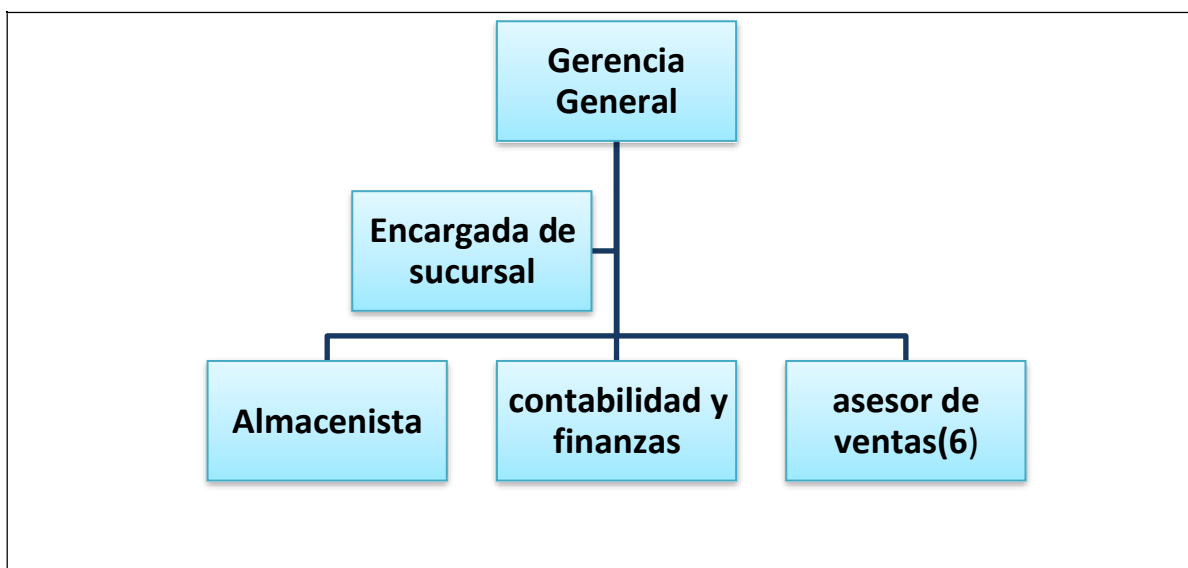 Gerencia
General
Encargada de
sucursal
Almacenista
contabilidad y
finanzas
asesor de
ventas(6)